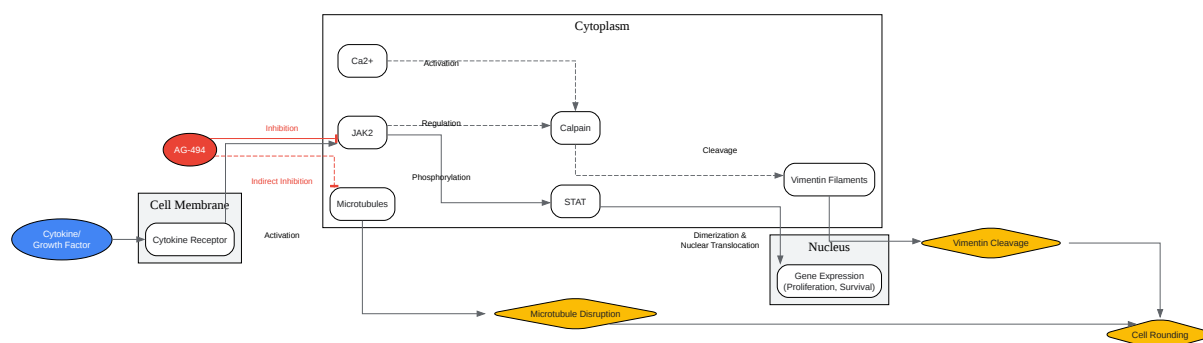 Cytoplasm
Ca2+
Activation
Inhibition
JAK2
Regulation
Calpain
AG-494
Cleavage
Indirect Inhibition
Phosphorylation
Vimentin Filaments
Microtubules
STAT
Cell Membrane
Cytokine/
Growth Factor
Cytokine Receptor
Activation
Dimerization &
Nuclear Translocation
Nucleus
Vimentin Cleavage
Gene Expression
(Proliferation, Survival)
Microtubule Disruption
Cell Rounding